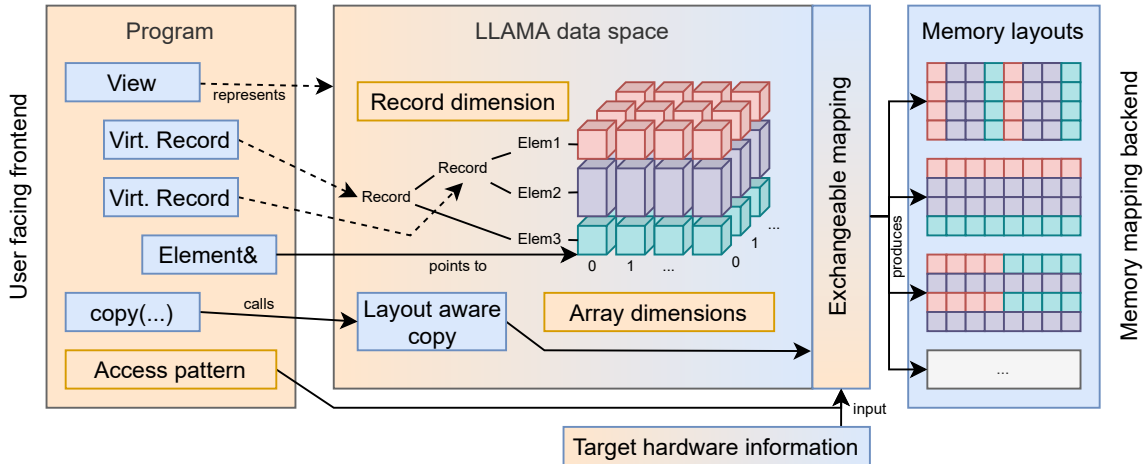 User facing frontend
Program
View
represents
Virt. Record
Virt. Record
Element&
copy(...)
calls
Access pattern
LLAMA data space
Record dimension
Record
Record
Elem1
Elem2
Elem3
0
1
...
0
1
...
points to
Layout aware
copy
Array dimensions
Exchangeable mapping
input
Target hardware information
produces
Memory layouts
...
Memory mapping backend